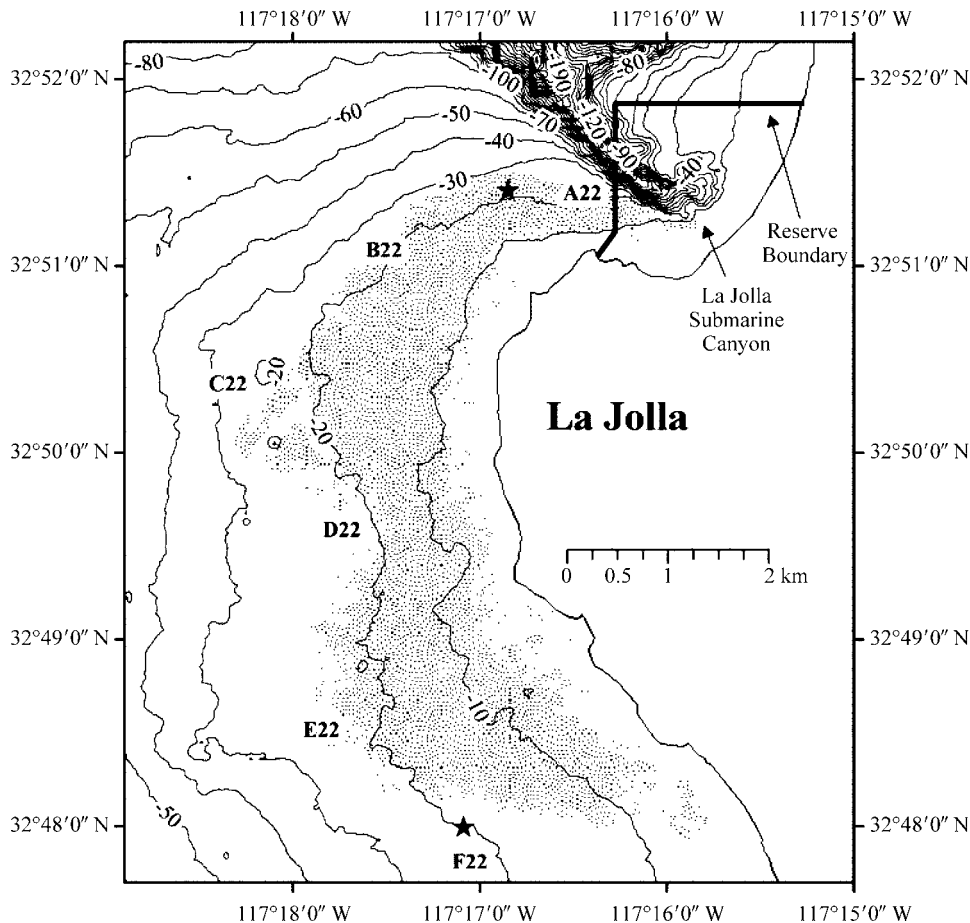 117°18′0″ W 117°17′0″ W 117°16′0″ W 117°15′0″ W
32°52′0″ N
32°51′0″ N
32°50′0″ N
32°49′0″ N
32°48′0″ N
-80
-60
-50
-40
-30
-100
-190
-80
-70
-120
-90
-40
A22
B22
-20
C22
-20
D22
E22
-10
-50
F22
Reserve
Boundary
La Jolla
Submarine
Canyon
La Jolla
0 0.5 1 2 km
32°52′0″ N
32°51′0″ N
32°50′0″ N
32°49′0″ N
32°48′0″ N
117°18′0″ W 117°17′0″ W 117°16′0″ W 117°15′0″ W